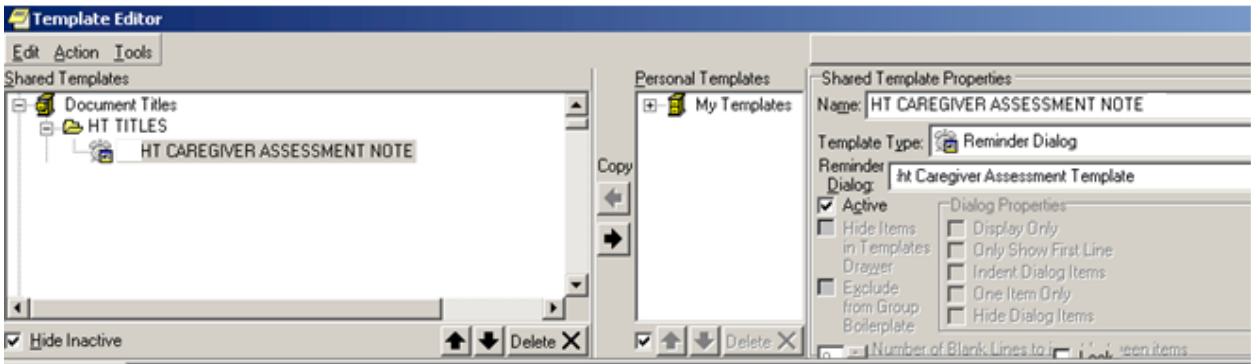 Template Editor
Edit Action Tools
Shared Templates
Document Titles
HT TITLES
HT CAREGIVER ASSESSMENT NOTE
Hide Inactive
Delete
Copy
Personal Templates
My Templates
Delete
Shared Template Properties
Name: HT CAREGIVER ASSESSMENT NOTE
Template Type: Reminder Dialog
Reminder
Dialog: ht Caregiver Assessment Template
Active
Hide Items
in Templates
Drawer
Exclude
from Group
Boilerplate
Dialog Properties
Display Only
Only Show First Line
Indent Dialog Items
One Item Only
Hide Dialog Items
Number of Blank Lines to Look items